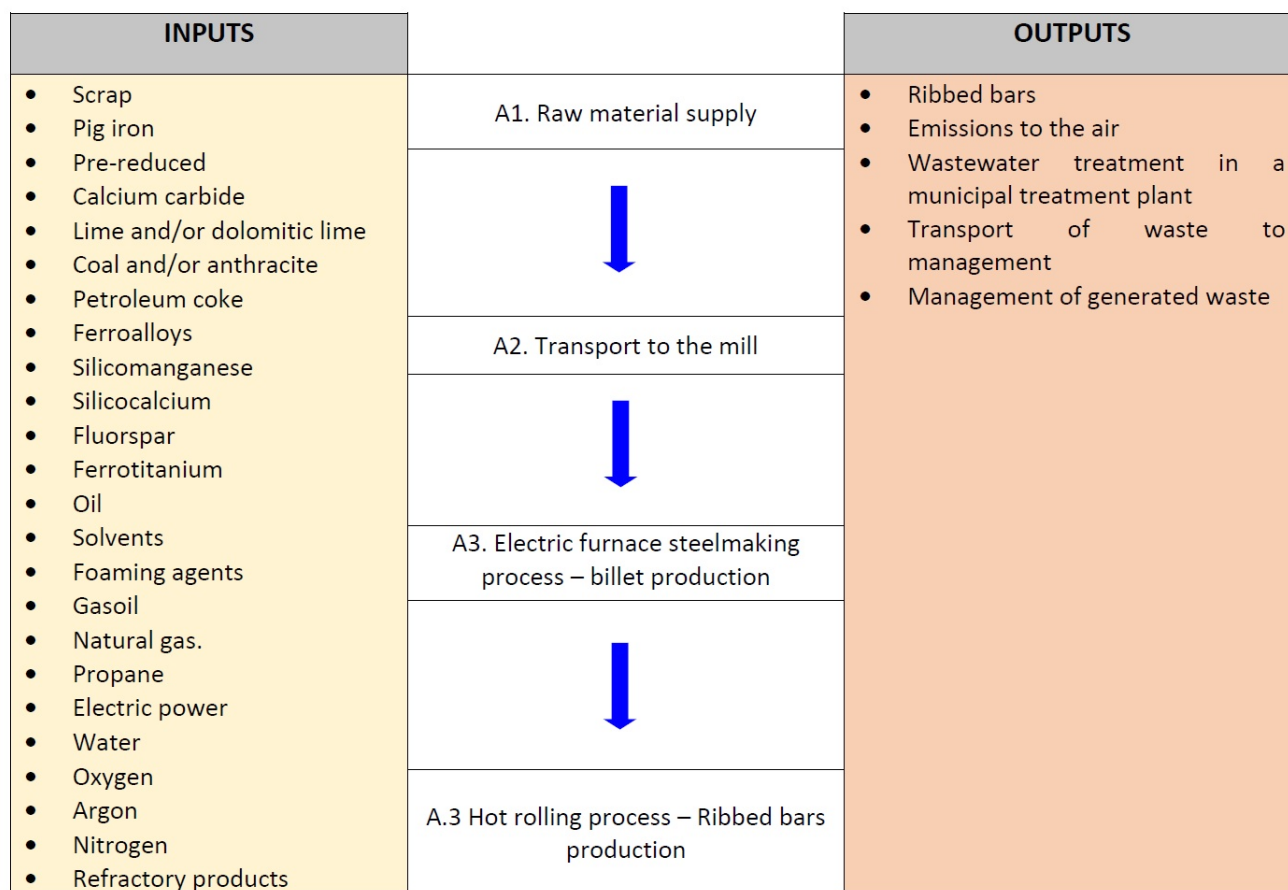 INPUTS
• Scrap
• Pig iron
• Pre-reduced
• Calcium carbide
• Lime and/or dolomitic lime
• Coal and/or anthracite
• Petroleum coke
• Ferroalloys
• Silicomanganese
• Silicocalcium
• Fluorspar
• Ferrotitanium
• Oil
• Solvents
• Foaming agents
• Gasoil
• Natural gas.
• Propane
• Electric power
• Water
• Oxygen
• Argon
• Nitrogen
• Refractory products
A1. Raw material supply
A2. Transport to the mill
A3. Electric furnace steelmaking
process – billet production
A.3 Hot rolling process – Ribbed bars
production
OUTPUTS
• Ribbed bars
• Emissions to the air
• Wastewater treatment in a
municipal treatment plant
• Transport of waste to
management
• Management of generated waste